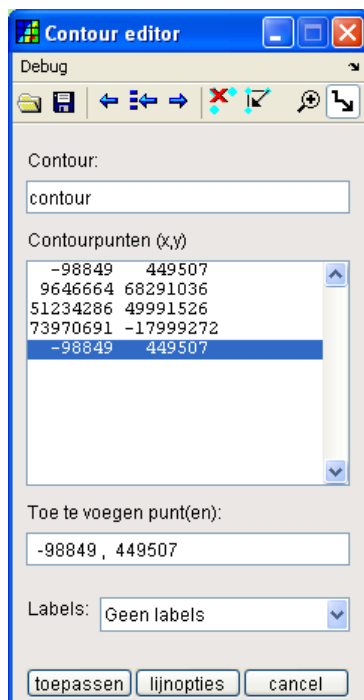 Contour editor
Debug
Contour:
contour
Contourpunten (x,y)
-98849 449507
9646664 68291036
51234286 49991526
73970691 -17999272
-98849 449507
Toe te voegen punt(en):
-98849 , 449507
Labels: Geen labels
toepassen lijnopties cancel